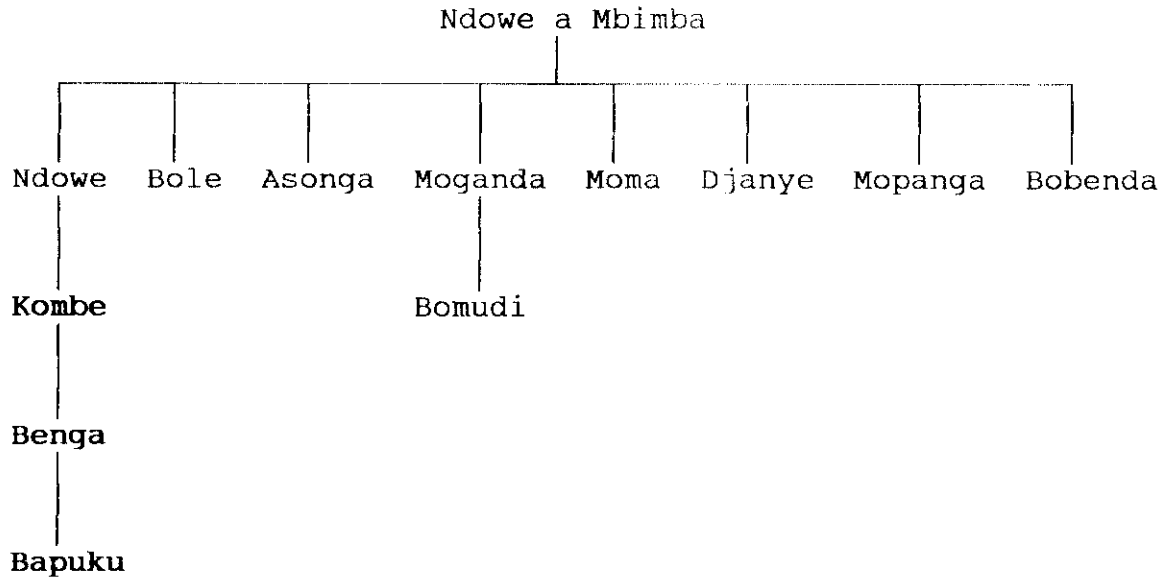 Ndowe a Mbimba
Ndowe Bole Asonga Moganda Moma Djanye Mopanga Bobenda
Kombe Bomudi
Benga
Bapuku